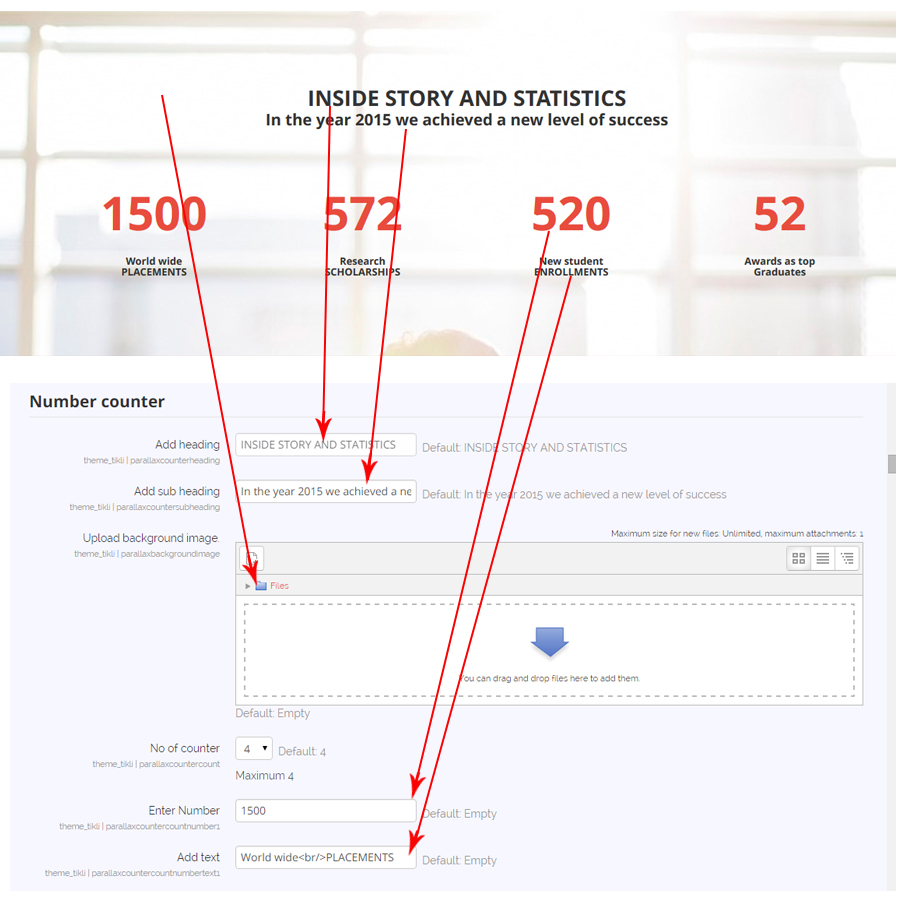 INSIDE STORY AND STATISTICS
In the year 2015 we achieved a new level of success
1500 572 520 52
World wide Research New student Awards as top
PLACEMENTS SCHOLARSHIPS ENROLLMENTS Graduates
Number counter
Add heading INSIDE STORY AND STATISTICS Default: INSIDE STORY AND STATISTICS
theme_tikli | parallaxcounterheading
Add sub heading In the year 2015 we achieved a ne Default: In the year 2015 we achieved a new level of success
theme_tikli | parallaxcountersubheading
Upload background image.
Maximum size for new files: Unlimited, maximum attachments: 1
theme_tikli | parallaxbackgroundimage
Files
You can drag and drop files here to add them.
Default: Empty
No of counter 4 Default: 4
theme_tikli | parallaxcountercount
Maximum 4
Enter Number 1500 Default: Empty
theme_tikli | parallaxcountercountnumber1
Add text World wide<br/>PLACEMENTS Default: Empty
theme_tikli | parallaxcountercountnumbertext1